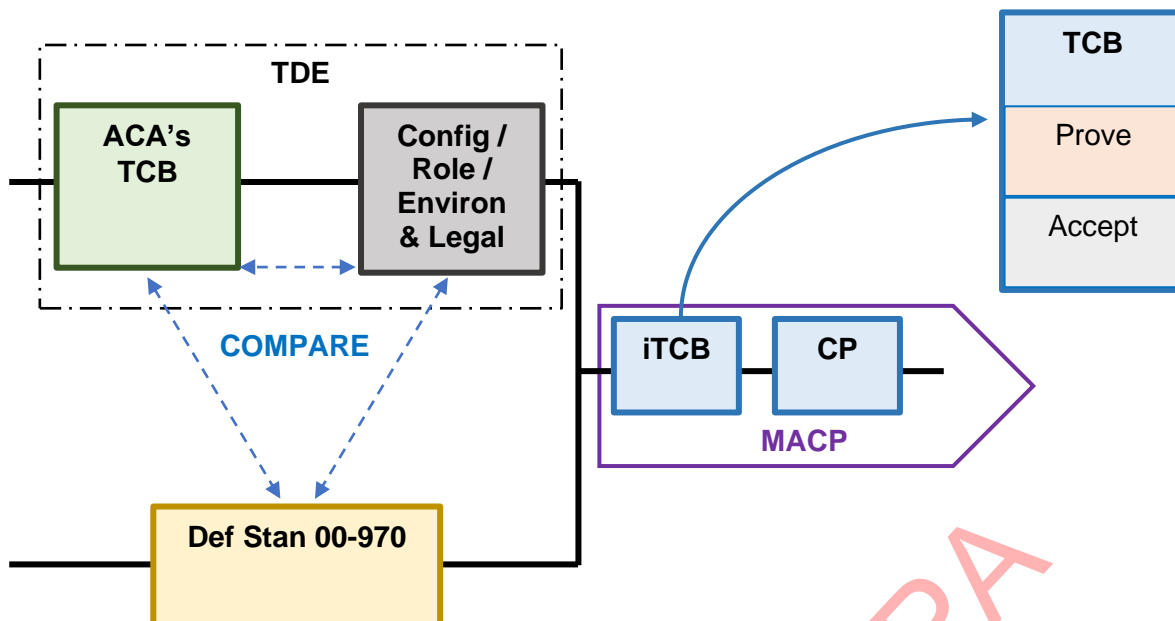 TDE
ACA’s
TCB
Config /
Role /
Environ
& Legal
COMPARE
Def Stan 00-970
iTCB
CP
MACP
TCB
Prove
Accept